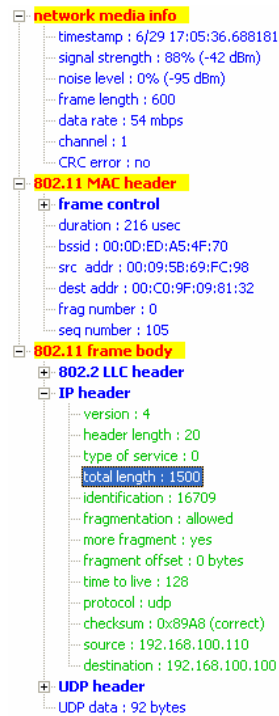 network media info
timestamp : 6/29 17:05:36.688181
signal strength : 88% (-42 dBm)
noise level : 0% (-95 dBm)
frame length : 600
data rate : 54 mbps
channel : 1
CRC error : no
802.11 MAC header
frame control
duration : 216 usec
bssid : 00:0D:ED:A5:4F:70
src addr : 00:09:5B:69:FC:98
dest addr : 00:C0:9F:09:81:32
frag number : 0
seq number : 105
802.11 frame body
802.2 LLC header
IP header
version : 4
header length : 20
type of service : 0
total length : 1500
identification : 16709
fragmentation : allowed
more fragment : yes
fragment offset : 0 bytes
time to live : 128
protocol : udp
checksum : 0x89A8 (correct)
source : 192.168.100.110
destination : 192.168.100.100
UDP header
UDP data : 92 bytes